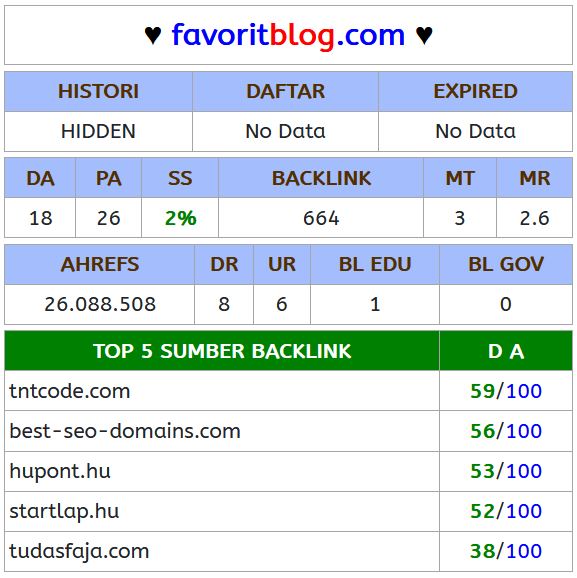 ♥ favoritblog.com ♥
HISTORI DAFTAR EXPIRED
HIDDEN No Data No Data
DA PA SS BACKLINK MT MR
18 26 2% 664 3 2.6
AHREFS DR UR BL EDU BL GOV
26.088.508 8 6 1 0
TOP 5 SUMBER BACKLINK D A
tntcode.com 59/100
best-seo-domains.com 56/100
hupont.hu 53/100
startlap.hu 52/100
tudasfaja.com 38/100